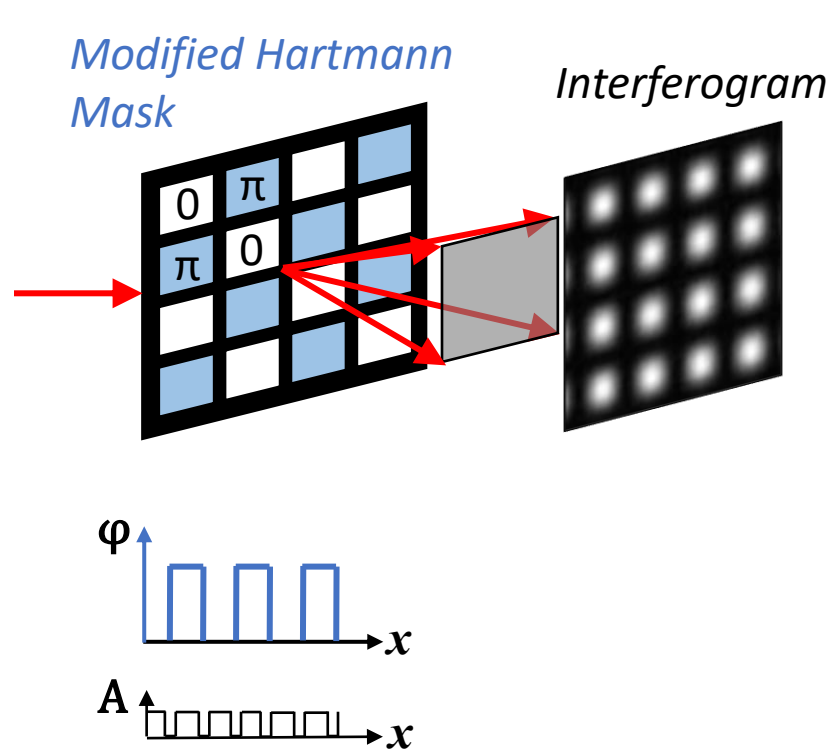 Modified Hartmann
Mask
Interferogram
0 π
π 0
φ
x
A
x